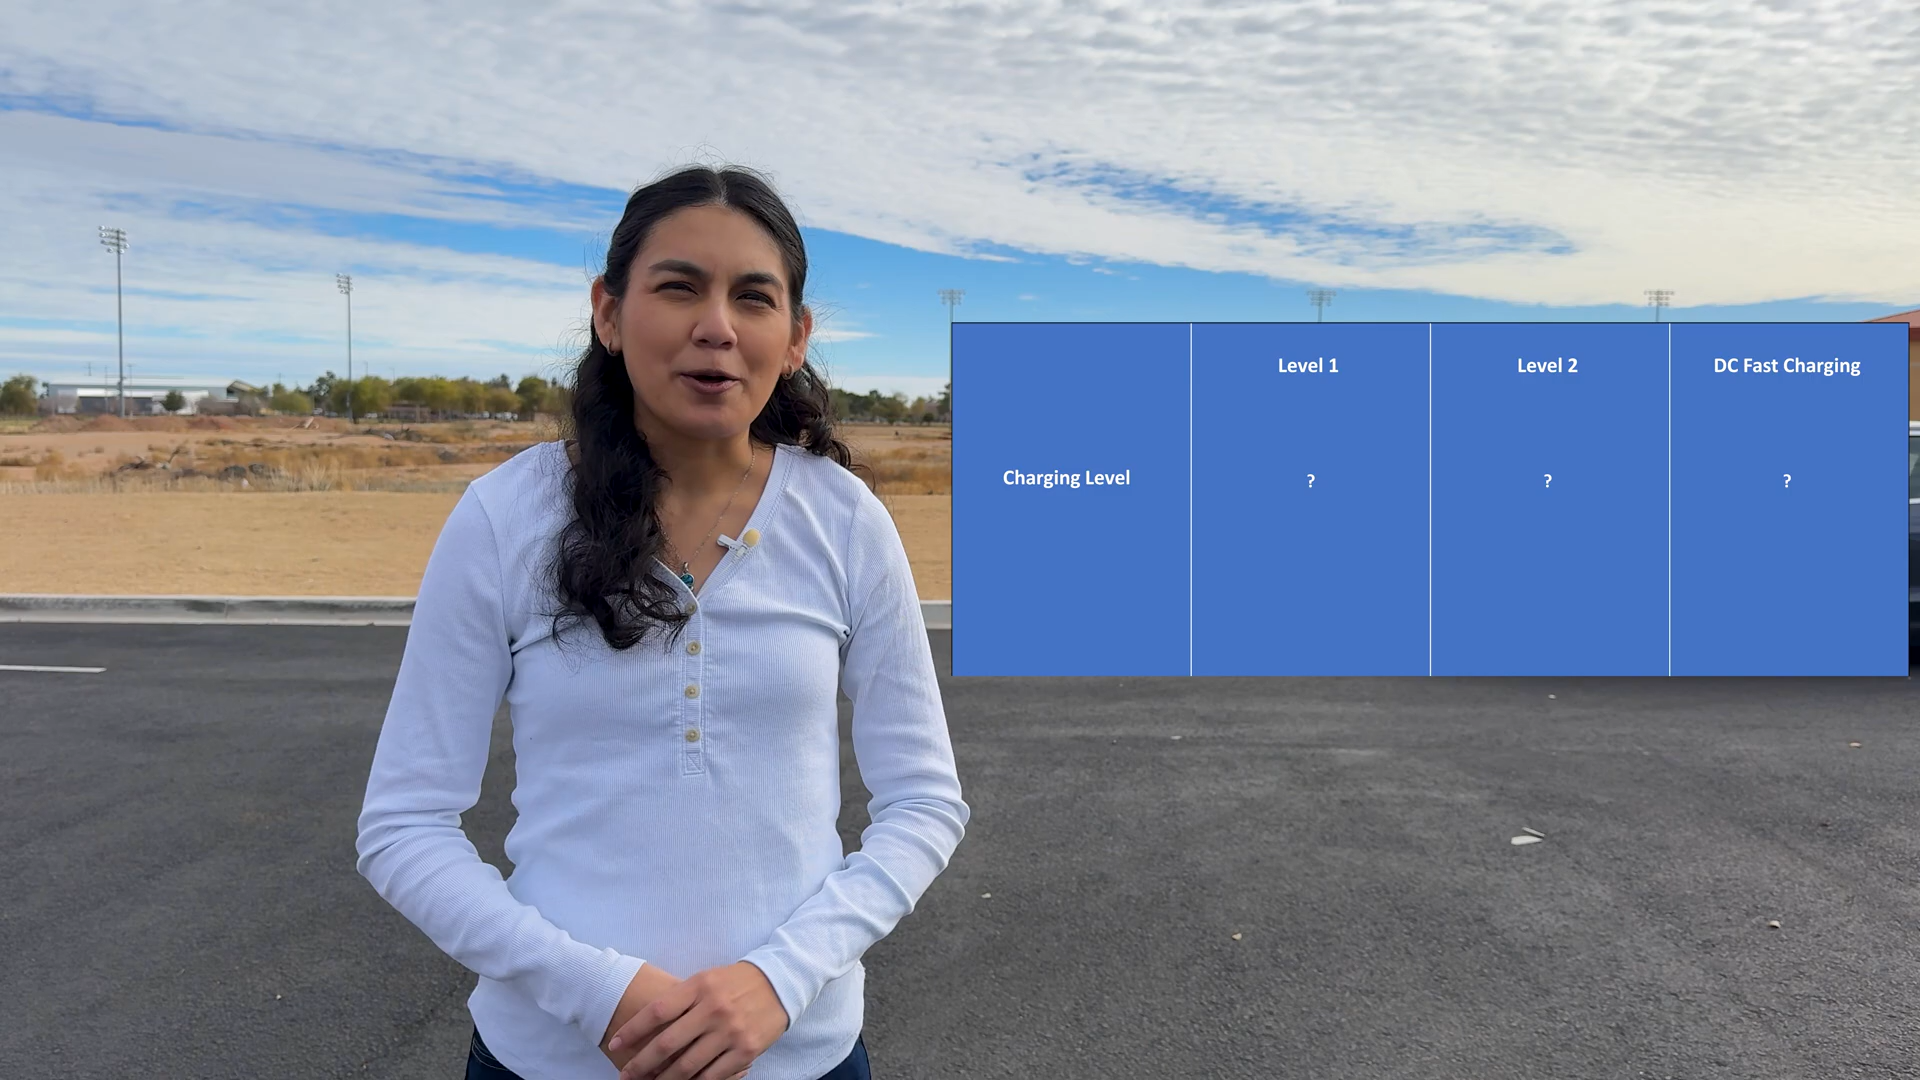 Level 1
Level 2
DC Fast Charging
Charging Level
?
?
?